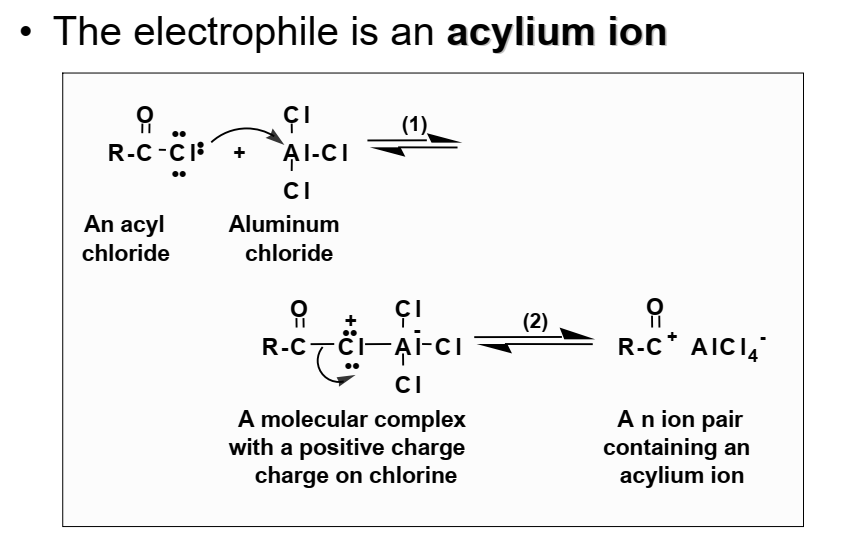 • The electrophile is an acylium ion
O Cl
R-C-Cl + Al-Cl (1)
Cl
An acyl Aluminum
chloride chloride
O + Cl - O
R-C-Cl-Al-Cl (2) R-C+ AlCl4-
Cl
A molecular complex A n ion pair
with a positive charge containing an
charge on chlorine acylium ion